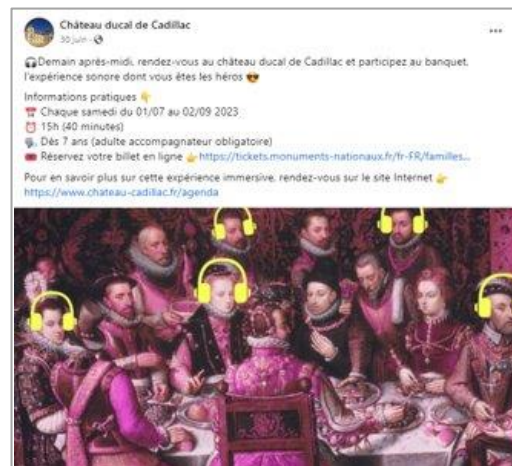 Château ducal de Cadillac
30 juin
🎧Demain après-midi, rendez-vous au château ducal de Cadillac et participez au banquet,
l'expérience sonore dont vous êtes les héros 😎
Informations pratiques 👇
📅 Chaque samedi du 01/07 au 02/09 2023
⏰ 15h (40 minutes)
🗣 Dès 7 ans (adulte accompagnateur obligatoire)
🎟 Réservez votre billet en ligne 👉https://tickets.monuments-nationaux.fr/fr-FR/familles...
Pour en savoir plus sur cette expérience immersive, rendez-vous sur le site Internet 👉
https://www.chateau-cadillac.fr/agenda